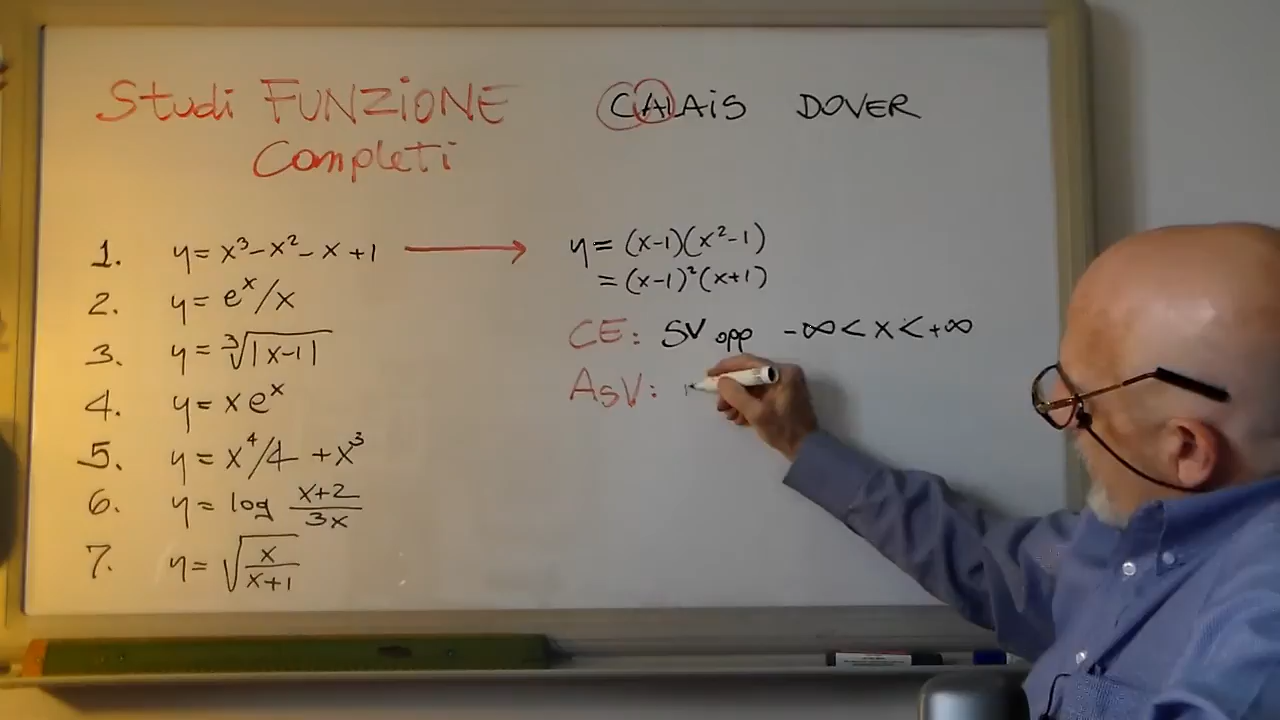 Studi FUNZIONE
Completi
CALAIS DOVER
1. y = x³-x²-x+1
2. y = eˣ/x
3. y = ∛|x-1|
4. y = x eˣ
5. y = x⁴/4 + x³
6. y = log (x+2)/3x
7. y = √(x/(x+1))
y = (x-1)(x²-1)
= (x-1)²(x+1)
CE: SV opp -∞ < x < +∞
AsV: